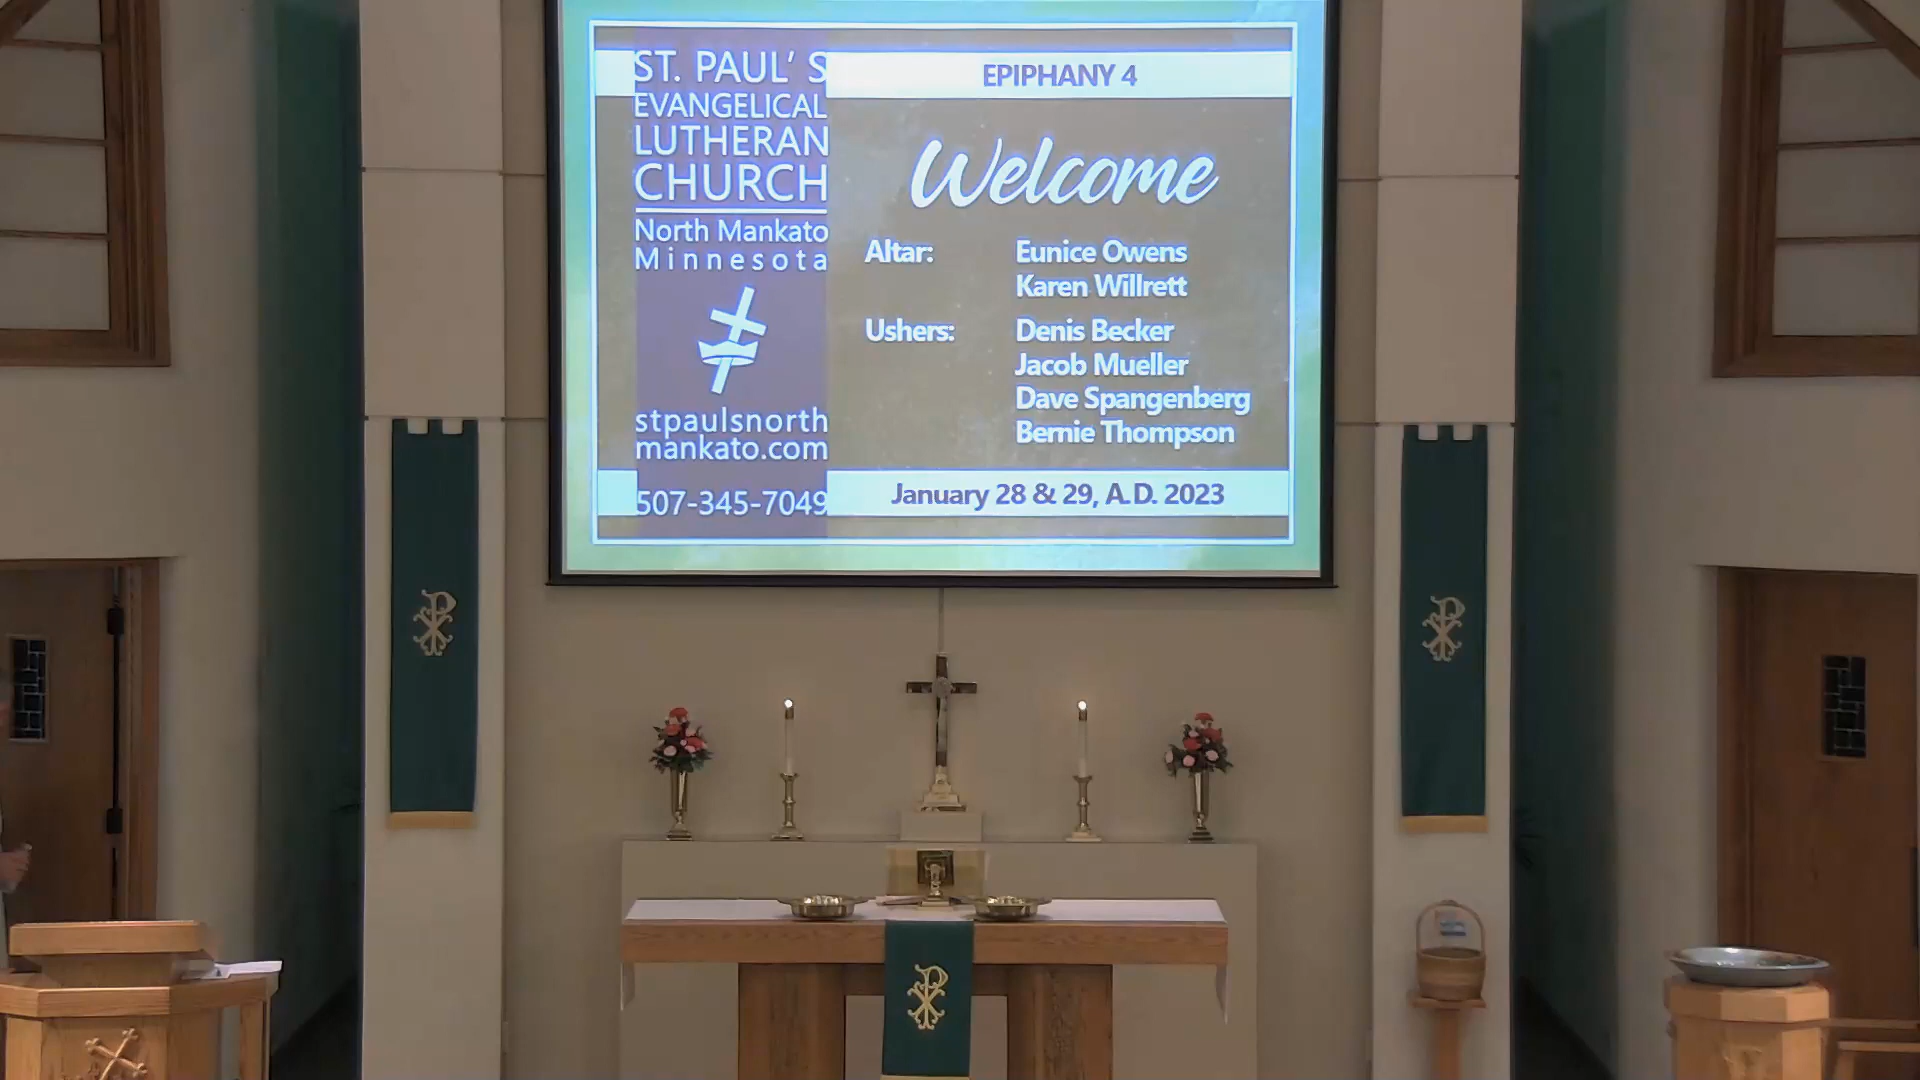 ST. PAUL' S
EVANGELICAL
LUTHERAN
CHURCH
North Mankato
Minnesota
stpaulsnorth
mankato.com
507-345-7049
EPIPHANY 4
Welcome
Altar: Eunice Owens
Karen Willrett
Ushers: Denis Becker
Jacob Mueller
Dave Spangenberg
Bernie Thompson
January 28 & 29, A.D. 2023